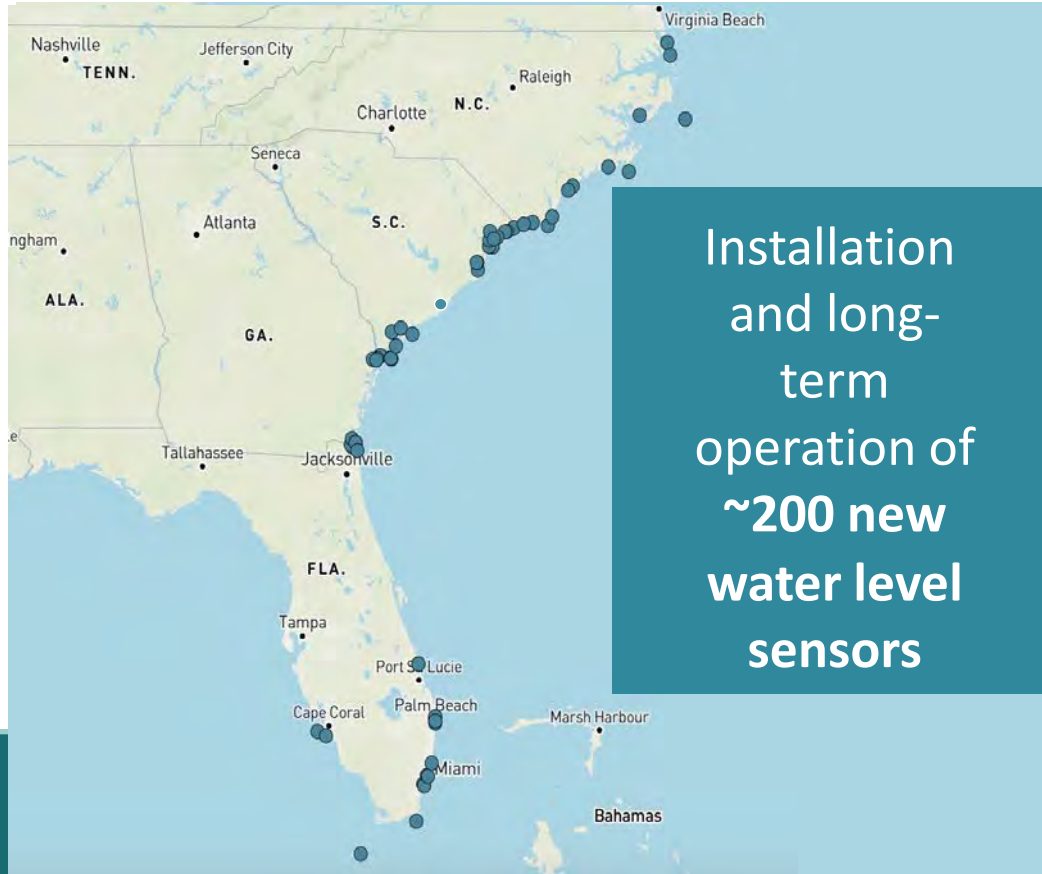 Virginia Beach
Nashville
Jefferson City
TENN.
Raleigh
N.C.
Charlotte
Seneca
Atlanta
S.C.
ngham
ALA.
GA.
Tallahassee
Jacksonville
FLA.
Tampa
Port St Lucie
Palm Beach
Cape Coral
Marsh Harbour
Miami
Bahamas
Installation
and long-
term
operation of
~200 new
water level
sensors